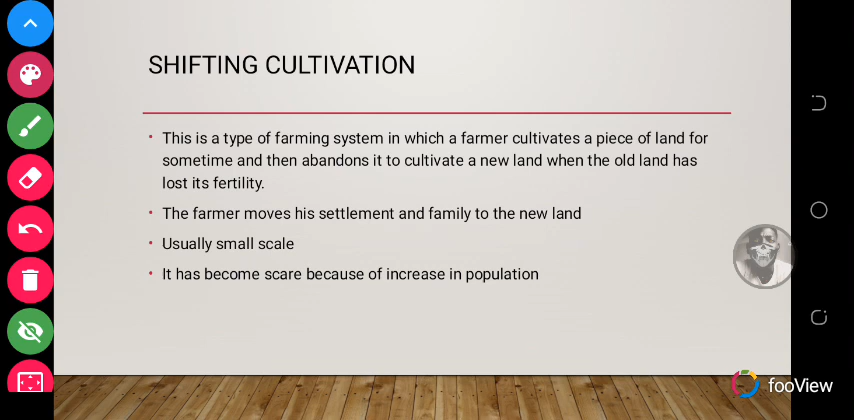 SHIFTING CULTIVATION
• This is a type of farming system in which a farmer cultivates a piece of land for
sometime and then abandons it to cultivate a new land when the old land has
lost its fertility.
• The farmer moves his settlement and family to the new land
• Usually small scale
• It has become scare because of increase in population
fooView